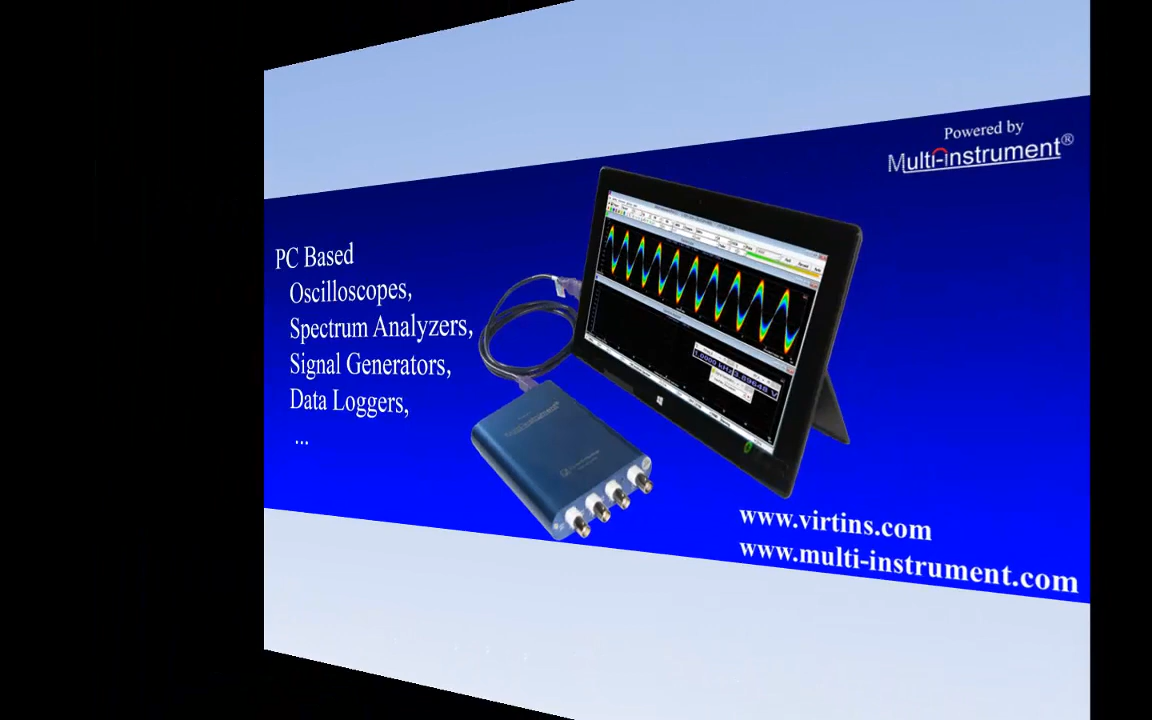 Powered by
Multi-instrument®
PC Based
Oscilloscopes,
Spectrum Analyzers,
Signal Generators,
Data Loggers,
...
www.virtins.com
www.multi-instrument.com